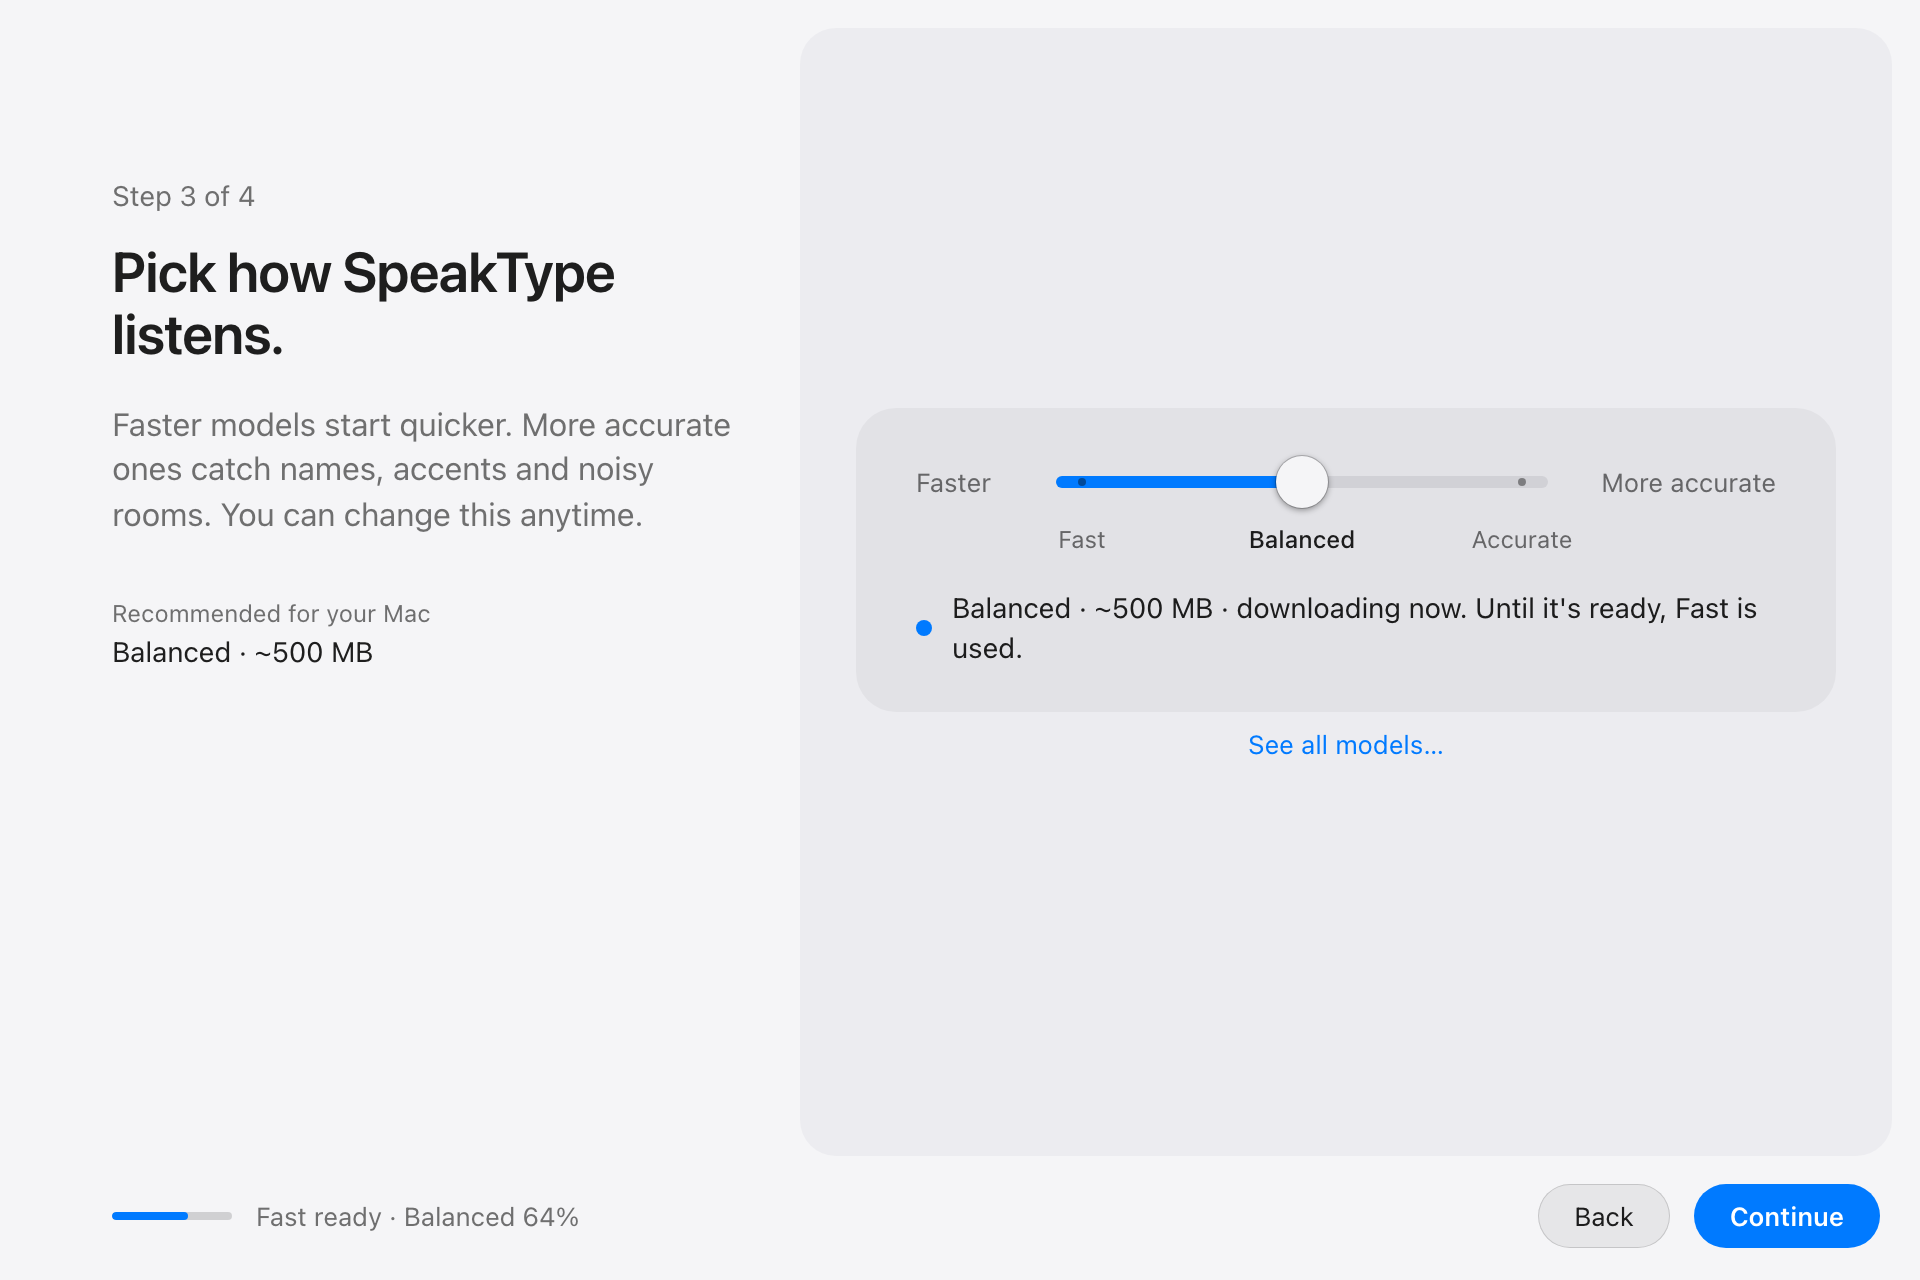 Step 3 of 4
Pick how SpeakType
listens.
Faster models start quicker. More accurate
ones catch names, accents and noisy
rooms. You can change this anytime.
Recommended for your Mac
Balanced · ~500 MB
Faster
More accurate
Fast
Balanced
Accurate
Balanced · ~500 MB · downloading now. Until it's ready, Fast is
used.
See all models...
Fast ready · Balanced 64%
Back
Continue